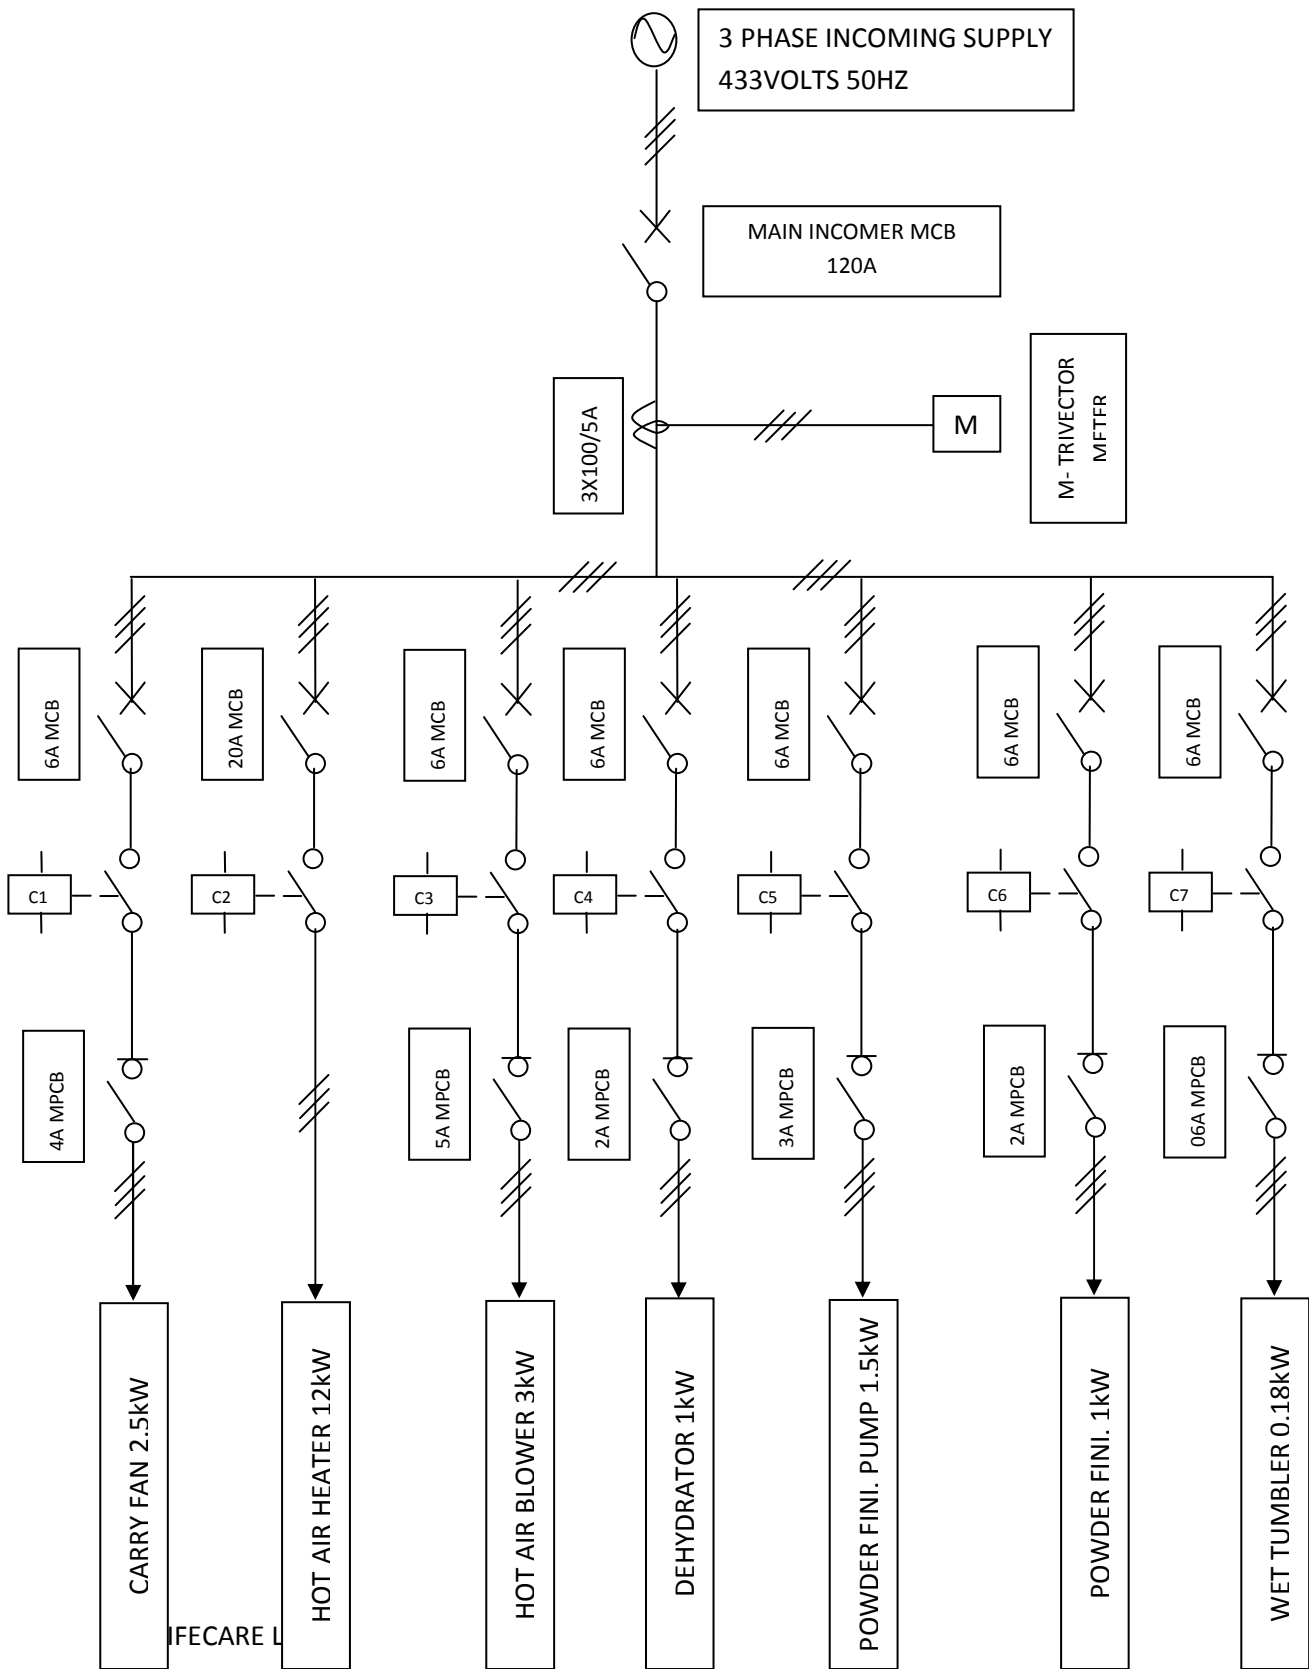 3 PHASE INCOMING SUPPLY
433VOLTS 50HZ
MAIN INCOMER MCB
120A
3X100/5A
M
M- TRIVECTOR
METER
6A MCB
20A MCB
6A MCB
6A MCB
6A MCB
6A MCB
6A MCB
C1
C2
C3
C4
C5
C6
C7
4A MPCB
5A MPCB
2A MPCB
3A MPCB
2A MPCB
06A MPCB
CARRY FAN 2.5kW
HOT AIR HEATER 12kW
HOT AIR BLOWER 3kW
DEHYDRATOR 1kW
POWDER FINI. PUMP 1.5kW
POWDER FINI. 1kW
WET TUMBLER 0.18kW
IFECARE L